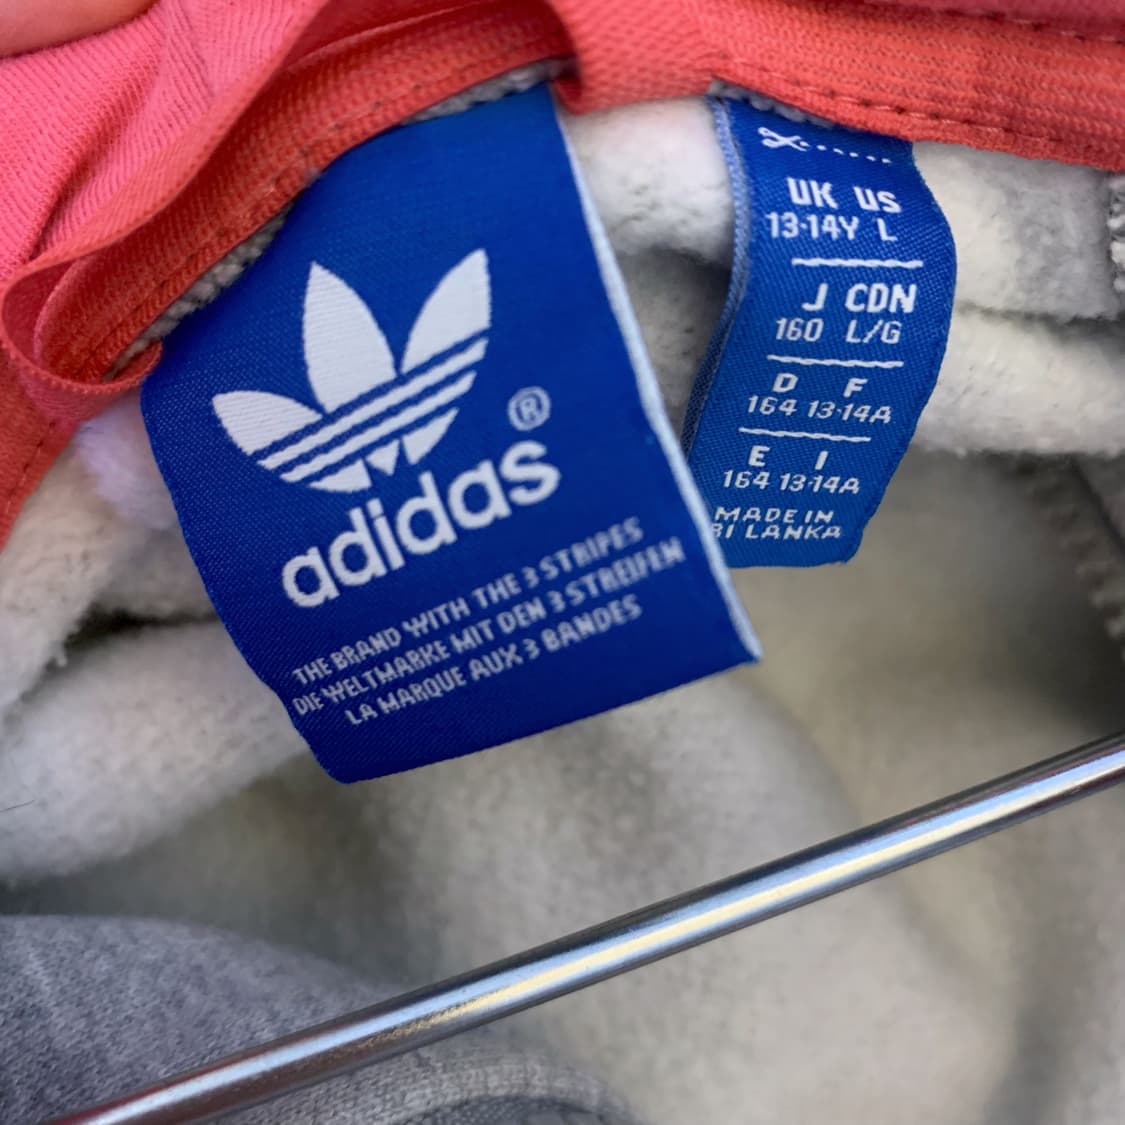 ®
adidas
THE BRAND WITH THE 3 STRIPES
DIE WELTMARKE MIT DEN 3 STREIFEN
LA MARQUE AUX 3 BANDES
UK US
13-14Y L
J CDN
160 L/G
D F
164 13-14A
E I
164 13-14A
MADE IN
RI LANKA